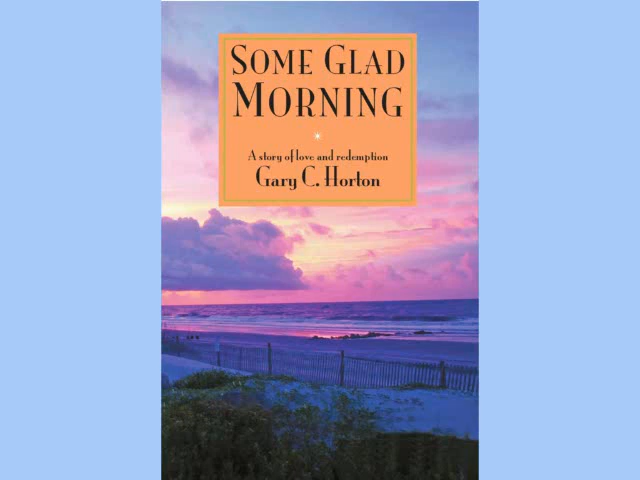 SOME GLAD
MORNING
A story of love and redemption
Gary C. Horton